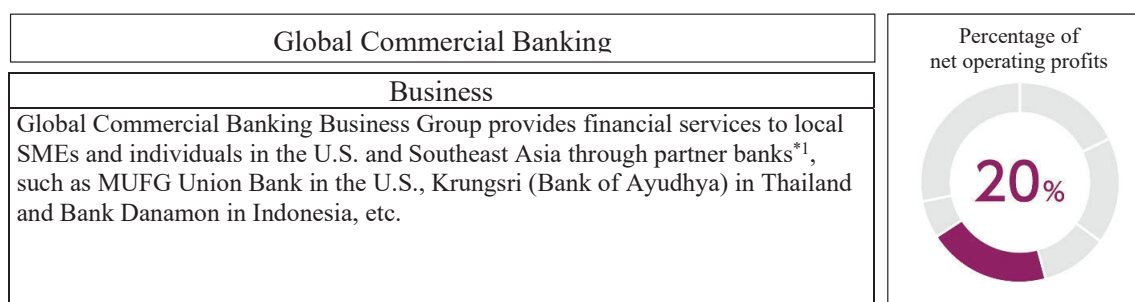 Global Commercial Banking
Business
Global Commercial Banking Business Group provides financial services to local
SMEs and individuals in the U.S. and Southeast Asia through partner banks*1,
such as MUFG Union Bank in the U.S., Krungsri (Bank of Ayudhya) in Thailand
and Bank Danamon in Indonesia, etc.
Percentage of
net operating profits
20%